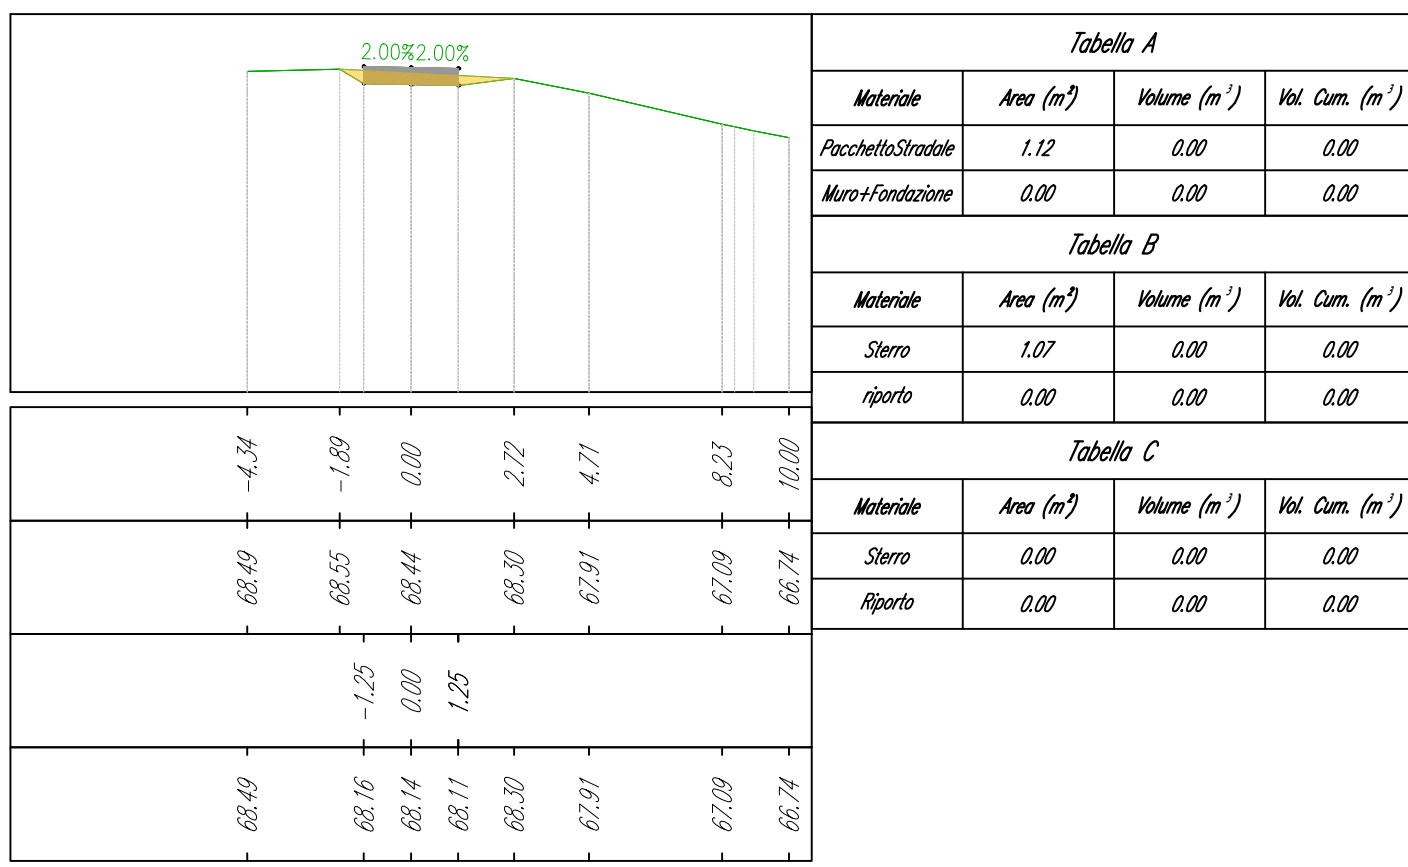 2.00%2.00%
-4.34 -1.89 0.00 2.72 4.71 8.23 10.00
68.49 68.55 68.44 68.30 67.91 67.09 66.74
-1.25 0.00 1.25
68.49 68.16 68.14 68.11 68.30 67.91 67.09 66.74
Tabella A
Materiale Area (m²) Volume (m³) Vol. Cum. (m³)
PacchettoStradale 1.12 0.00 0.00
Muro+Fondazione 0.00 0.00 0.00
Tabella B
Materiale Area (m²) Volume (m³) Vol. Cum. (m³)
Sterro 1.07 0.00 0.00
riporto 0.00 0.00 0.00
Tabella C
Materiale Area (m²) Volume (m³) Vol. Cum. (m³)
Sterro 0.00 0.00 0.00
Riporto 0.00 0.00 0.00